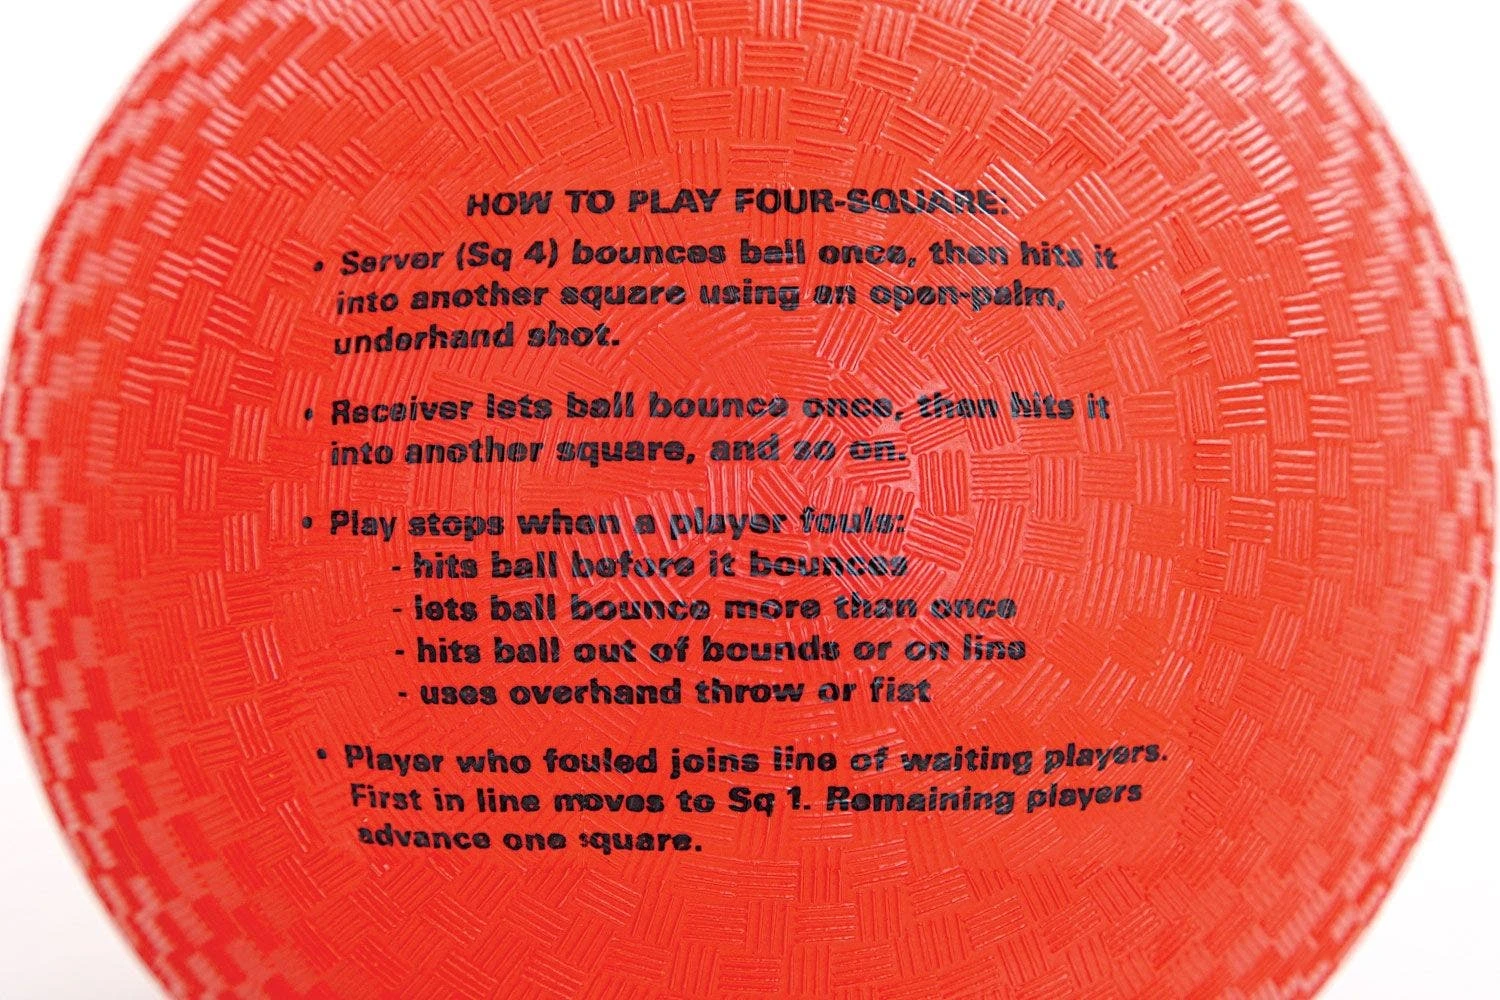 HOW TO PLAY FOUR-SQUARE:
• Server (Sq 4) bounces ball once, then hits it
into another square using an open-palm,
underhand shot.
• Receiver lets ball bounce once, then hits it
into another square, and so on.
• Play stops when a player fouls:
- hits ball before it bounces
- lets ball bounce more than once
- hits ball out of bounds or on line
- uses overhand throw or fist
• Player who fouled joins line of waiting players.
First in line moves to Sq 1. Remaining players
advance one square.